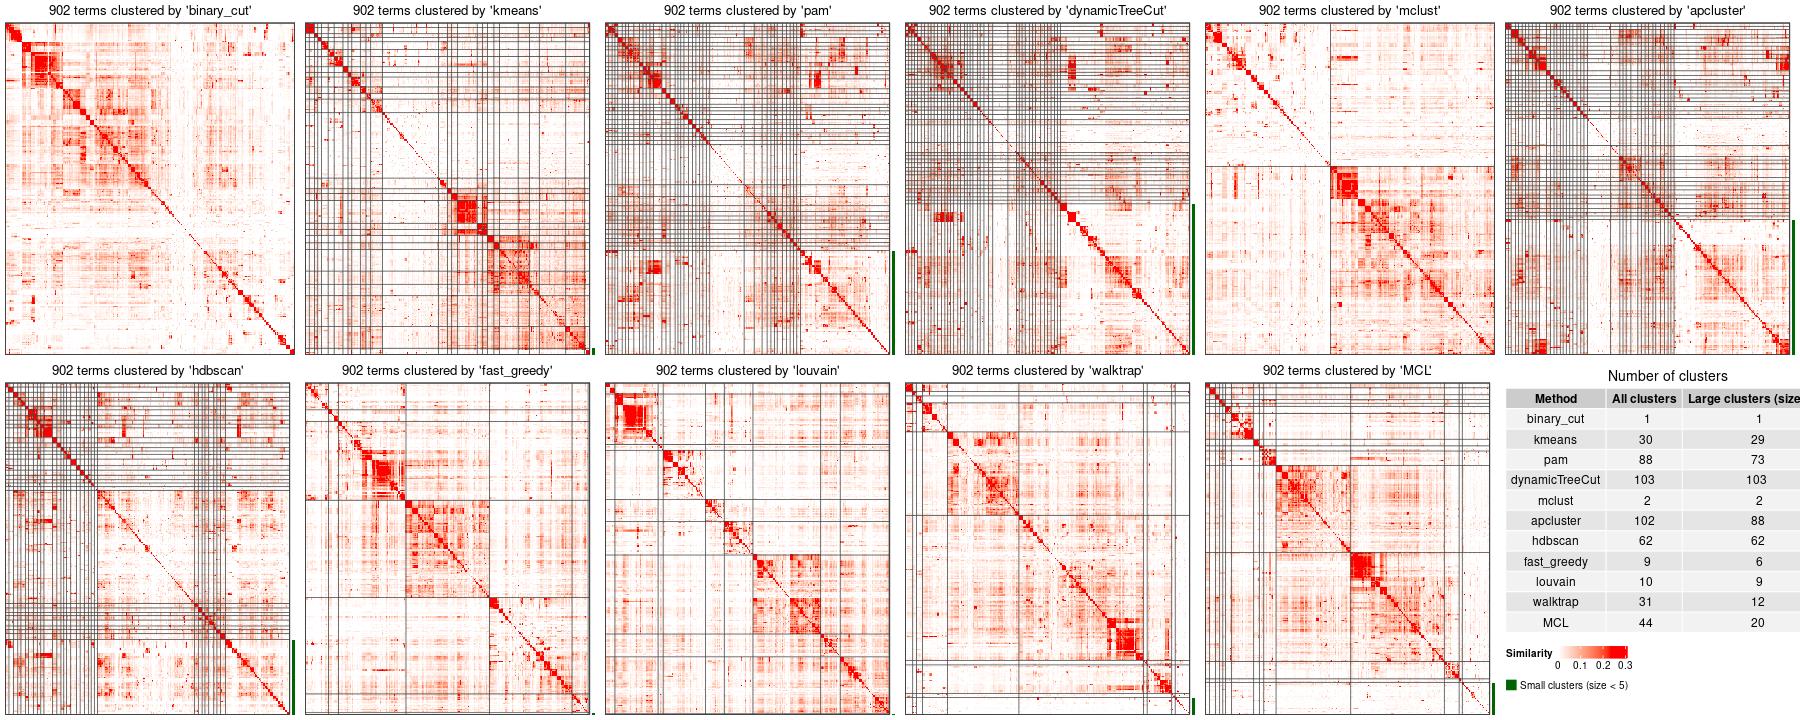 902 terms clustered by 'binary_cut'
902 terms clustered by 'kmeans'
902 terms clustered by 'pam'
902 terms clustered by 'dynamicTreeCut'
902 terms clustered by 'mclust'
902 terms clustered by 'apcluster'
902 terms clustered by 'hdbscan'
902 terms clustered by 'fast_greedy'
902 terms clustered by 'louvain'
902 terms clustered by 'walktrap'
902 terms clustered by 'MCL'
Number of clusters
Method All clusters Large clusters (size
binary_cut 1 1
kmeans 30 29
pam 88 73
dynamicTreeCut 103 103
mclust 2 2
apcluster 102 88
hdbscan 62 62
fast_greedy 9 6
louvain 10 9
walktrap 31 12
MCL 44 20
Similarity
0 0.1 0.2 0.3
Small clusters (size < 5)